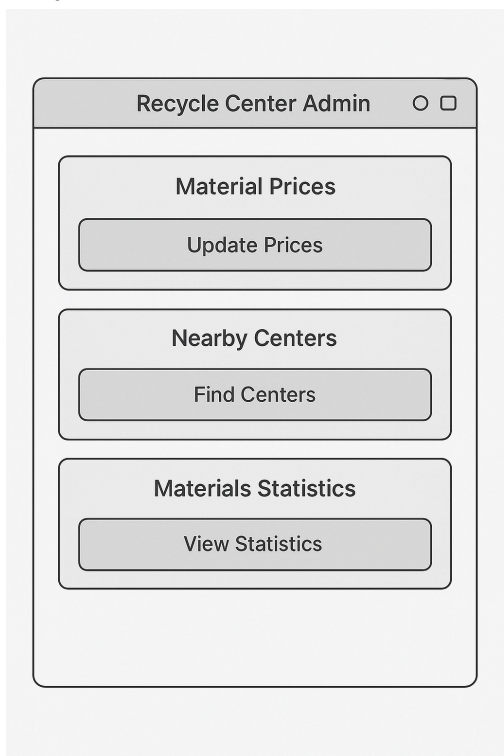 Recycle Center Admin
Material Prices
Update Prices
Nearby Centers
Find Centers
Materials Statistics
View Statistics